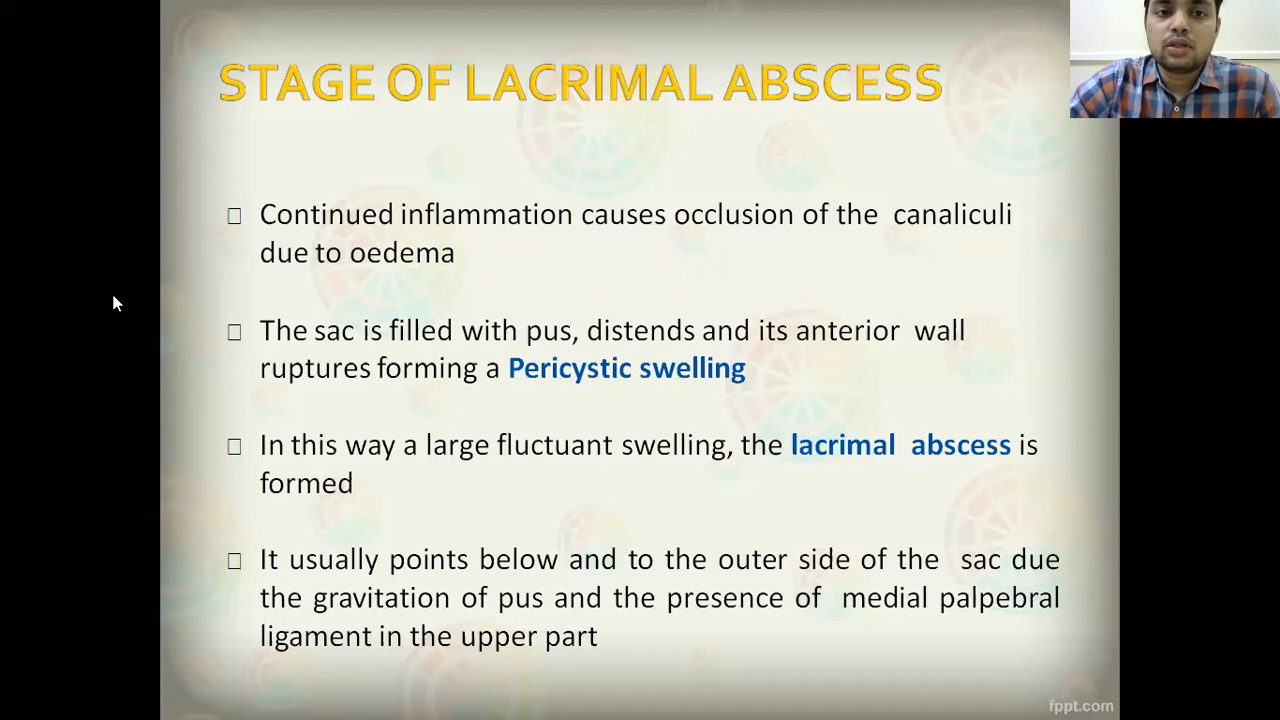 STAGE OF LACRIMAL ABSCESS
Continued inflammation causes occlusion of the canaliculi
due to oedema
The sac is filled with pus, distends and its anterior wall
ruptures forming a Pericystic swelling
In this way a large fluctuant swelling, the lacrimal abscess is
formed
It usually points below and to the outer side of the sac due
the gravitation of pus and the presence of medial palpebral
ligament in the upper part
fppt.com